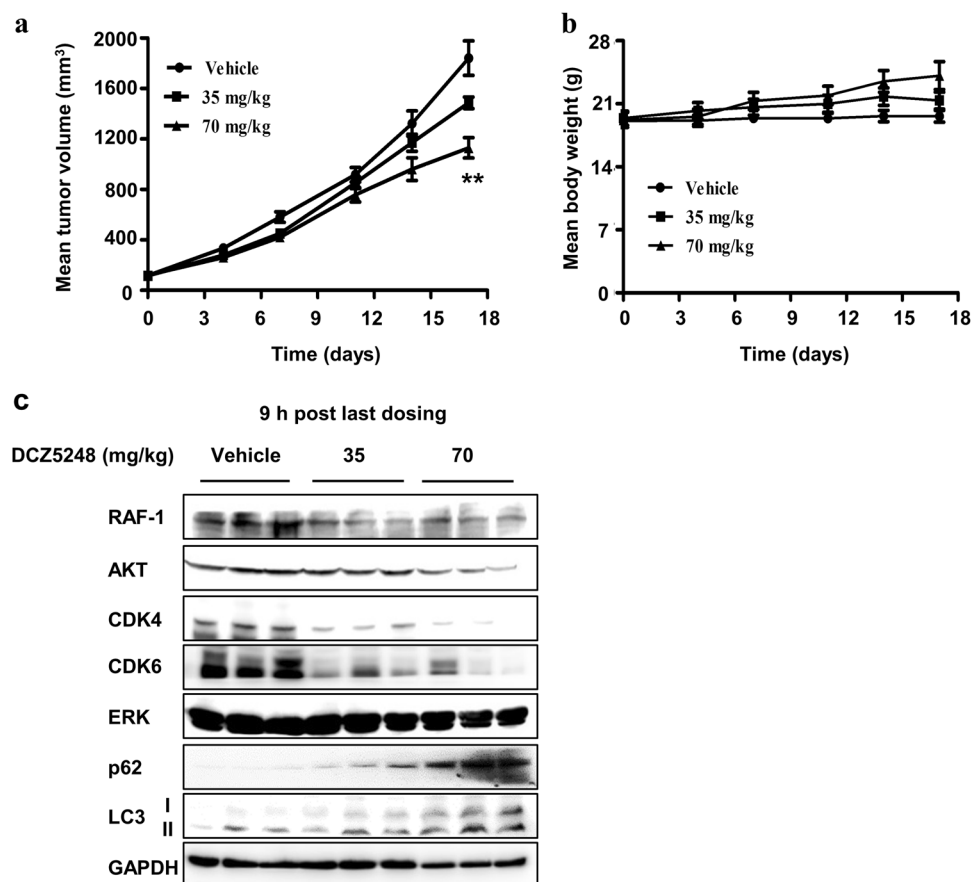 a
2000
1600
1200
800
400
0
Mean tumor volume (mm³)
Vehicle
35 mg/kg
70 mg/kg
**
0 3 6 9 12 15 18
Time (days)
b
28
21
14
7
0
Mean body weight (g)
Vehicle
35 mg/kg
70 mg/kg
0 3 6 9 12 15 18
Time (days)
c
9 h post last dosing
DCZ5248 (mg/kg) Vehicle 35 70
RAF-1
AKT
CDK4
CDK6
ERK
p62
LC3 I
II
GAPDH